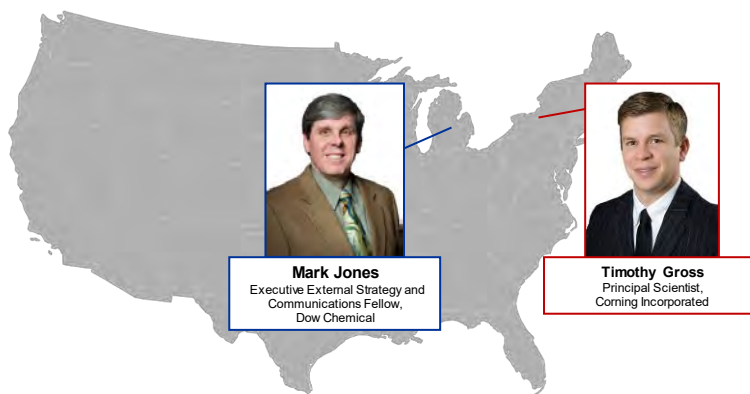 Mark Jones
Executive External Strategy and
Communications Fellow,
Dow Chemical
Timothy Gross
Principal Scientist,
Corning Incorporated